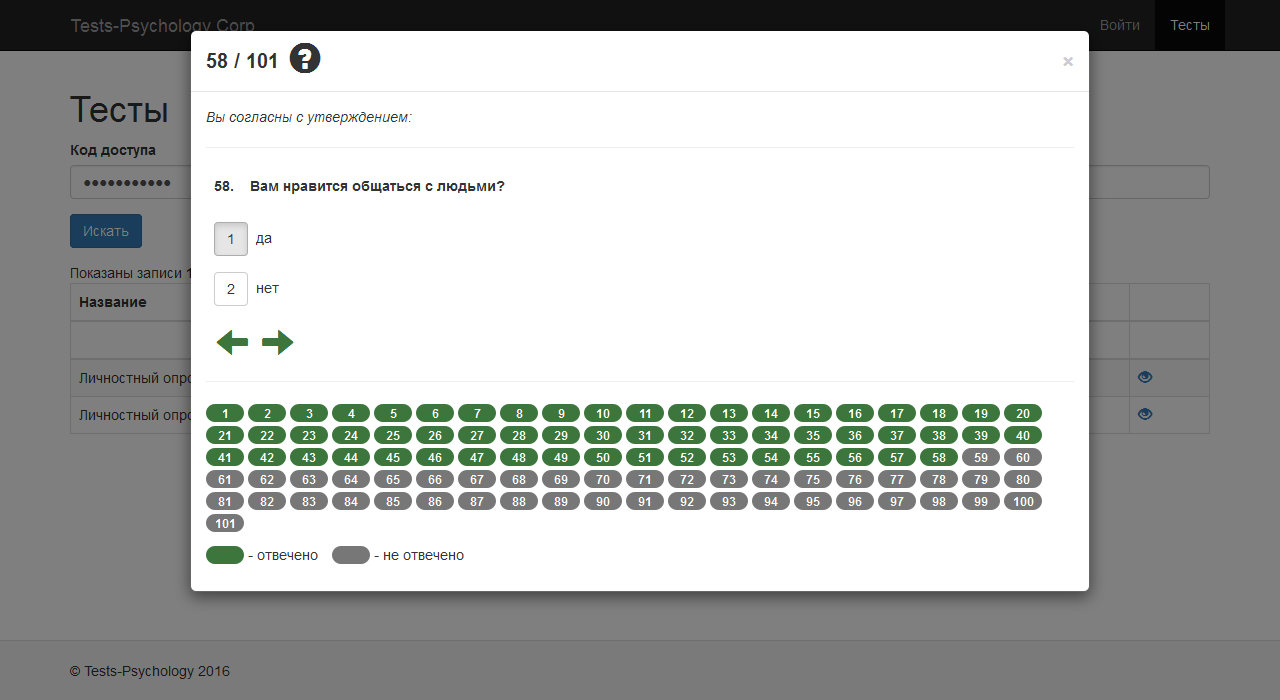 Tests-Psychology Corp
Войти
Тесты
58 / 101
×
Тесты
Вы согласны с утверждением:
Код доступа
58. Вам нравится общаться с людьми?
Искать
1 да
Показаны записи
2 нет
Название
Личностный
Личностный
1 2 3 4 5 6 7 8 9 10 11 12 13 14 15 16 17 18 19 20
21 22 23 24 25 26 27 28 29 30 31 32 33 34 35 36 37 38 39 40
41 42 43 44 45 46 47 48 49 50 51 52 53 54 55 56 57 58 59 60
61 62 63 64 65 66 67 68 69 70 71 72 73 74 75 76 77 78 79 80
81 82 83 84 85 86 87 88 89 90 91 92 93 94 95 96 97 98 99 100
101
- отвечено - не отвечено
© Tests-Psychology 2016